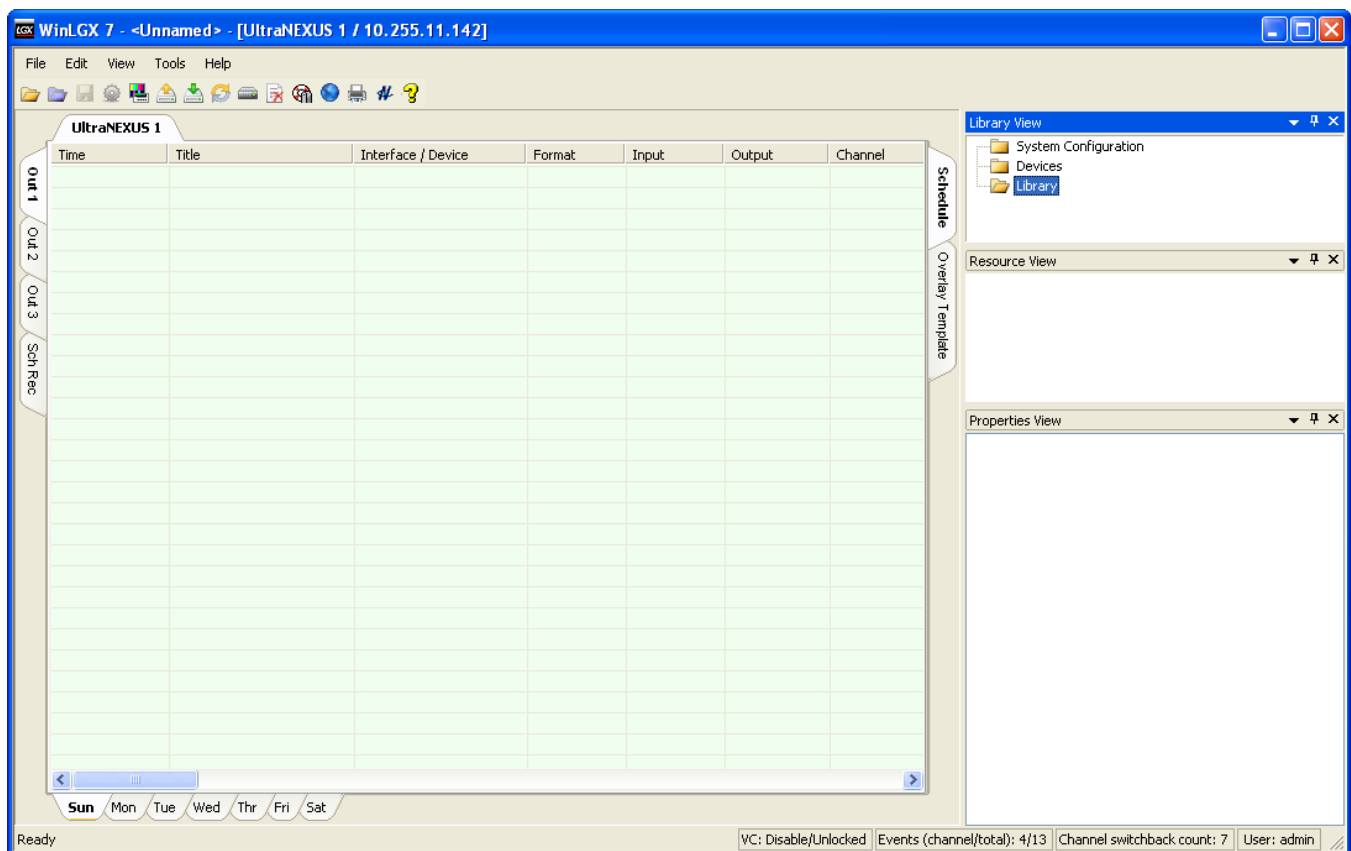 LGX WinLGX 7 - <Unnamed> - [UltraNEXUS 1 / 10.255.11.142]
File Edit View Tools Help
UltraNEXUS 1
Time Title Interface / Device Format Input Output Channel
Out 1
Out 2
Out 3
Sch Rec
Schedule
Overlay Template
Sun Mon Tue Wed Thr Fri Sat
Library View
System Configuration
Devices
Library
Resource View
Properties View
Ready VC: Disable/Unlocked Events (channel/total): 4/13 Channel switchback count: 7 User: admin